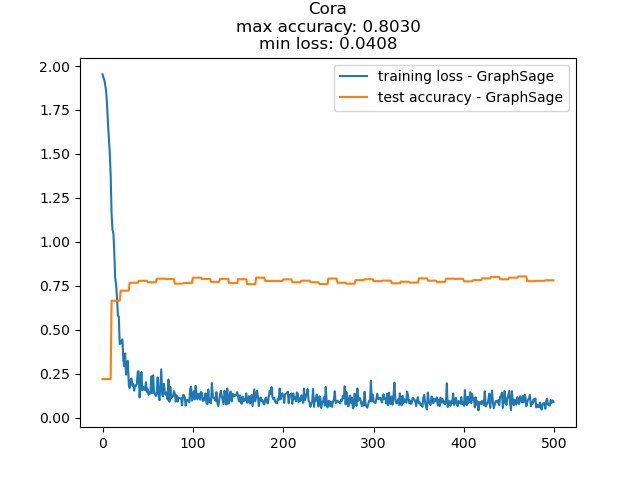 Cora
max accuracy: 0.8030
min loss: 0.0408
training loss - GraphSage
test accuracy - GraphSage
2.00
1.75
1.50
1.25
1.00
0.75
0.50
0.25
0.00
0 100 200 300 400 500